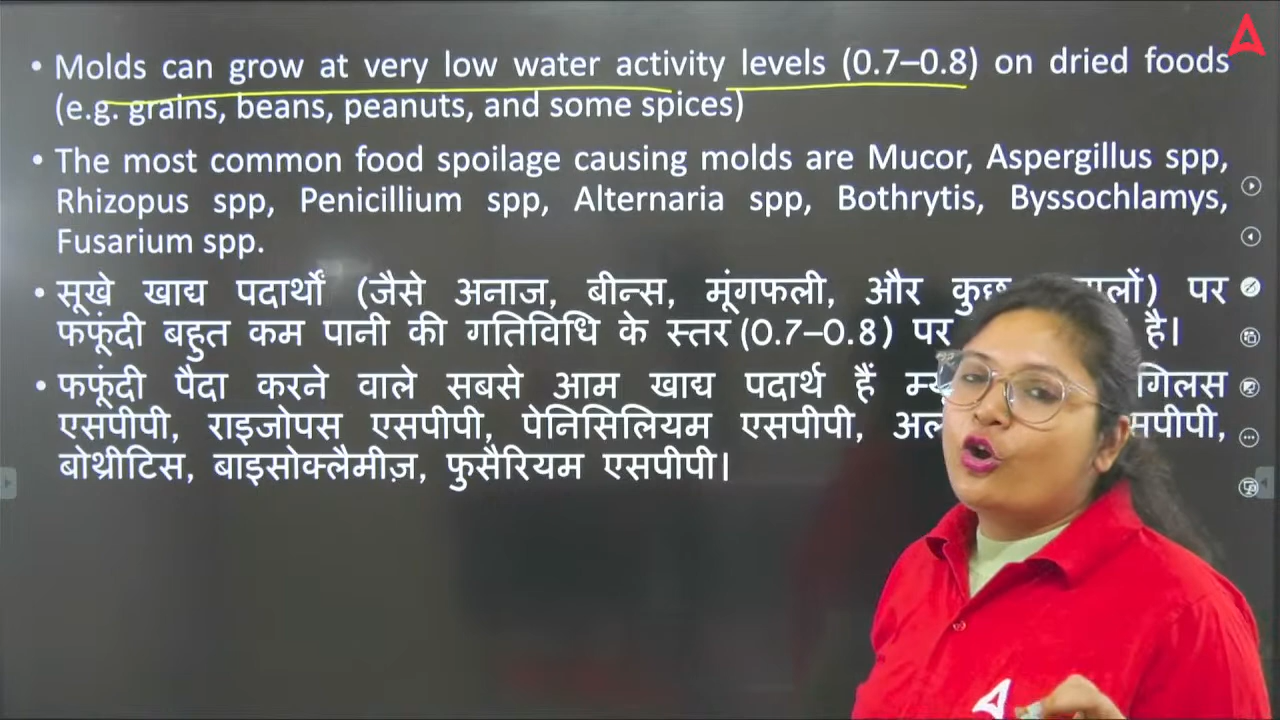 • Molds can grow at very low water activity levels (0.7–0.8) on dried foods
(e.g. grains, beans, peanuts, and some spices)
• The most common food spoilage causing molds are Mucor, Aspergillus spp,
Rhizopus spp, Penicillium spp, Alternaria spp, Bothrytis, Byssochlamys,
Fusarium spp.
• सूखे खाद्य पदार्थों (जैसे अनाज, बीन्स, मूंगफली, और कुछ पर
फफूंदी बहुत कम पानी की गतिविधि के स्तर (0.7–0.8) पर है।
• फफूंदी पैदा करने वाले सबसे आम खाद्य पदार्थ हैं
एसपीपी, राइजोपस एसपीपी, पेनिसिलियम एसपीपी,
बोथ्रीटिस, बाइसोक्लैमीज़, फुसैरियम एसपीपी।